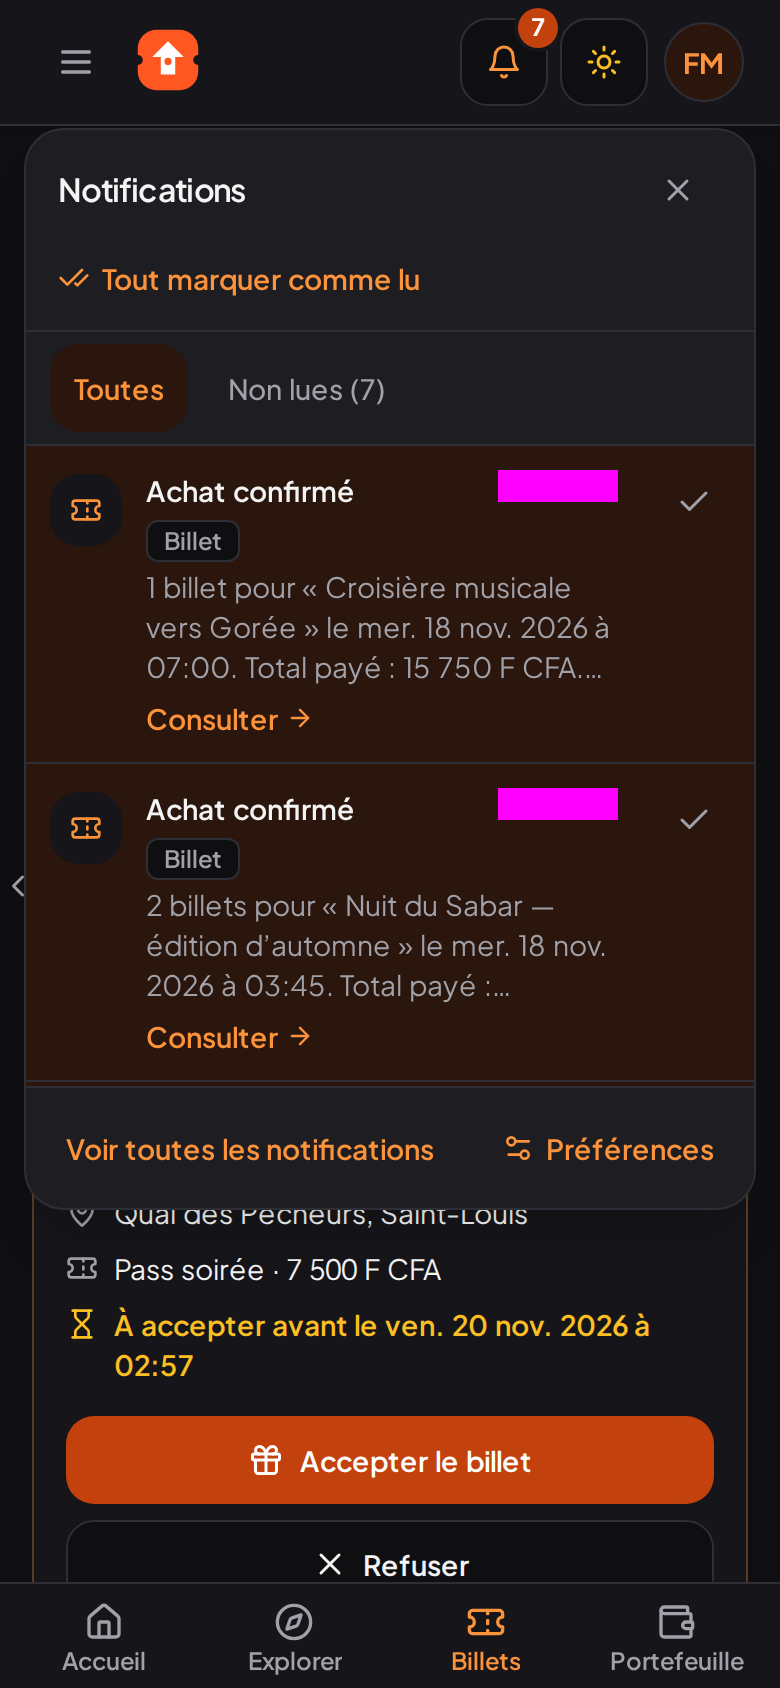 7
FM
Notifications
Tout marquer comme lu
Toutes
Non lues (7)
Achat confirmé
Billet
1 billet pour « Croisière musicale
vers Gorée » le mer. 18 nov. 2026 à
07:00. Total payé : 15 750 F CFA.…
Consulter →
Achat confirmé
Billet
2 billets pour « Nuit du Sabar —
édition d’automne » le mer. 18 nov.
2026 à 03:45. Total payé :…
Consulter →
Voir toutes les notifications
Préférences
Quai des Pêcheurs, Saint-Louis
Pass soirée · 7 500 F CFA
À accepter avant le ven. 20 nov. 2026 à
02:57
Accepter le billet
Refuser
Accueil
Explorer
Billets
Portefeuille